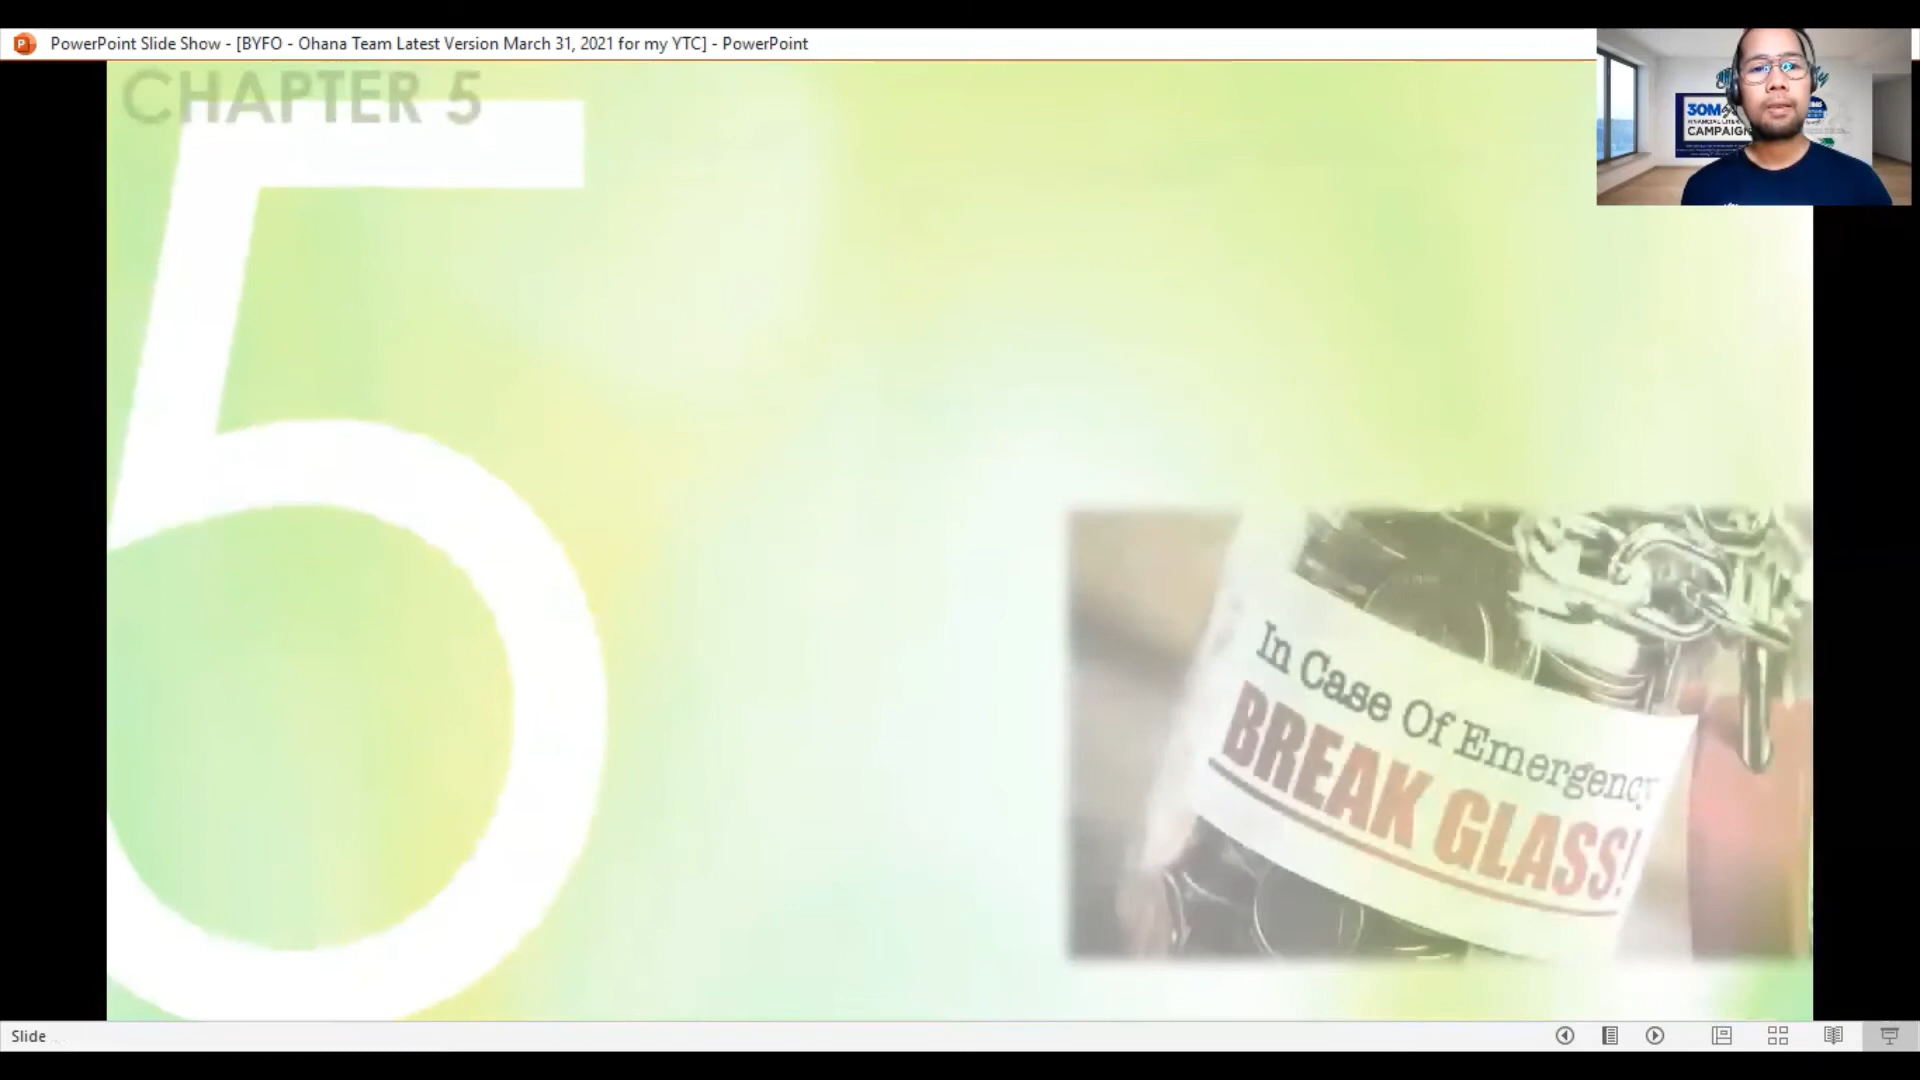 PowerPoint Slide Show - [BYFO - Ohana Team Latest Version March 31, 2021 for my YTC] - PowerPoint
30M
CAMPAIGN
CHAPTER 5
5
In Case Of Emergency
BREAK GLASS!
Slide